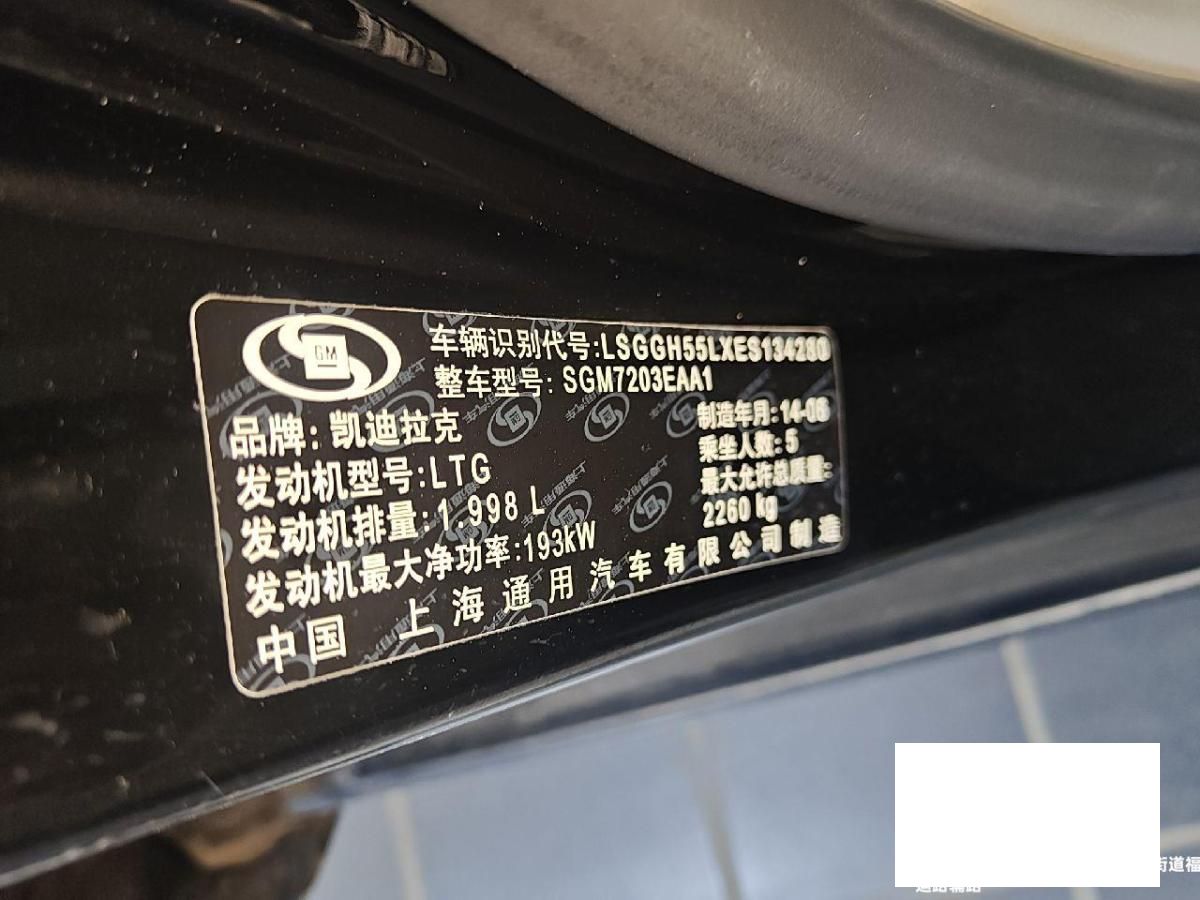 GM
车辆识别代号:LSGGH55LXES134280
整车型号: SGM7203EAA1
品牌: 凯迪拉克
制造年月:14-06
发动机型号:LTG
乘坐人数: 5
发动机排量:1.998 L
最大允许总质量:
2260 kg
发动机最大净功率:193kW
中国 上海通用汽车有限公司制造
街道福